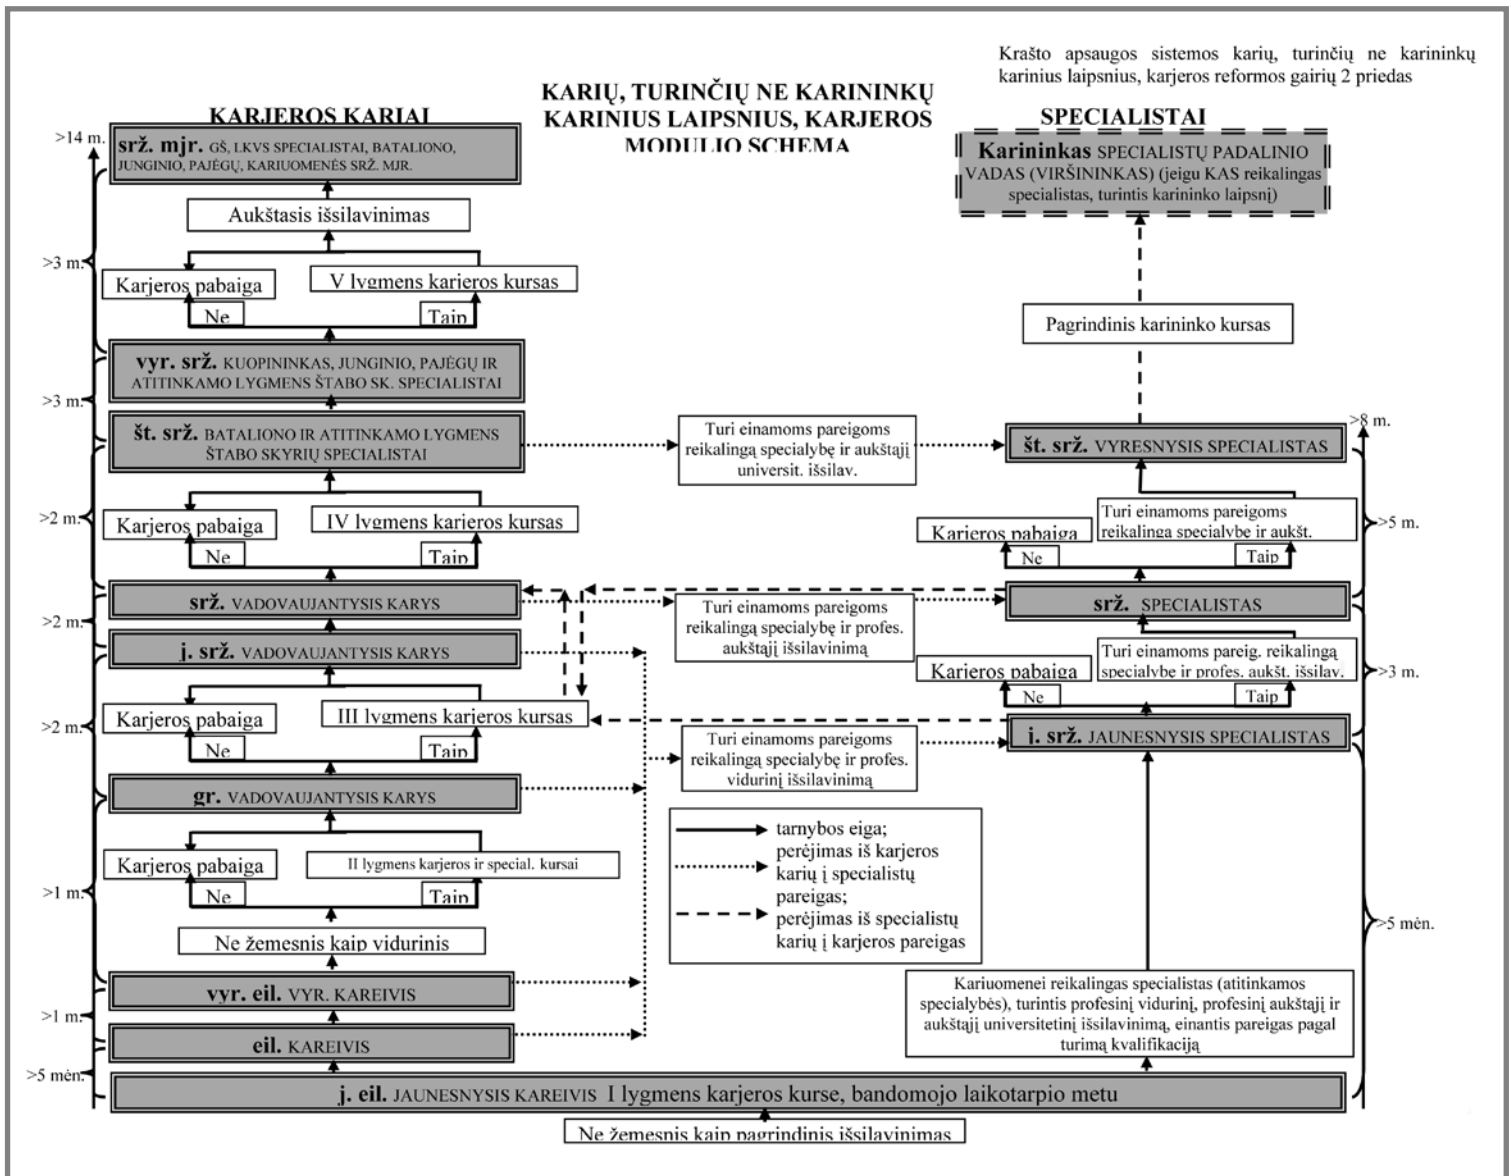 Krašto apsaugos sistemos karių, turinčių ne karininkų
karinius laipsnius, karjeros reformos gairių 2 priedas
KARIŲ, TURINČIŲ NE KARININKŲ
KARINIUS LAIPSNIUS, KARJEROS
MODULIO SCHEMA
KARJEROS KARIAI
SPECIALISTAI
>14 m.
srž. mjr. GŠ, LKVS SPECIALISTAI, BATALIONO,
JUNGINIO, PAJĖGŲ, KARIUOMENĖS SRŽ. MJR.
Karininkas SPECIALISTŲ PADALINIO
VADAS (VIRŠININKAS) (jeigu KAS reikalingas
specialistas, turintis karininko laipsnį)
Aukštasis išsilavinimas
>3 m.
Karjeros pabaiga
V lygmens karjeros kursas
Ne
Taip
Pagrindinis karininko kursas
vyr. srž. KUOPININKAS, JUNGINIO, PAJĖGŲ IR
ATITINKAMO LYGMENS ŠTABO SK. SPECIALISTAI
>3 m.
št. srž. BATALIONO IR ATITINKAMO LYGMENS
ŠTABO SKYRIŲ SPECIALISTAI
Turi einamoms pareigoms
reikalingą specialybę ir aukštąjį
universit. išsilav.
št. srž. VYRESNYSIS SPECIALISTAS
>8 m.
>2 m.
Karjeros pabaiga
IV lygmens karjeros kursas
Ne
Taip
Karjeros pabaiga
Turi einamoms pareigoms
reikalinga specialybę ir aukšt.
Ne
Taip
>5 m.
srž. VADOVAUJANTYSIS KARYS
Turi einamoms pareigoms
reikalingą specialybę ir profes.
aukštąjį išsilavinimą
srž. SPECIALISTAS
>2 m.
j. srž. VADOVAUJANTYSIS KARYS
Karjeros pabaiga
Turi einamoms pareig. reikalingą
specialybę ir profes. aukšt. išsilav.
Ne
Taip
>3 m.
Karjeros pabaiga
III lygmens karjeros kursas
Ne
Taip
>2 m.
Turi einamoms pareigoms
reikalingą specialybę ir profes.
vidurinį išsilavinimą
j. srž. JAUNESNYSIS SPECIALISTAS
gr. VADOVAUJANTYSIS KARYS
tarnybos eiga;
perėjimas iš karjeros
karių į specialistų
pareigas;
perėjimas iš specialistų
karių į karjeros pareigas
Karjeros pabaiga
II lygmens karjeros ir special. kursai
Ne
Taip
>1 m.
>5 mėn.
Ne žemesnis kaip vidurinis
vyr. eil. VYR. KAREIVIS
Kariuomenei reikalingas specialistas (atitinkamos
specialybės), turintis profesinį vidurinį, profesinį aukštąjį ir
aukštąjį universitetinį išsilavinimą, einantis pareigas pagal
turimą kvalifikaciją
>1 m.
eil. KAREIVIS
>5 mėn.
j. eil. JAUNESNYSIS KAREIVIS I lygmens karjeros kurse, bandomojo laikotarpio metu
Ne žemesnis kaip pagrindinis išsilavinimas